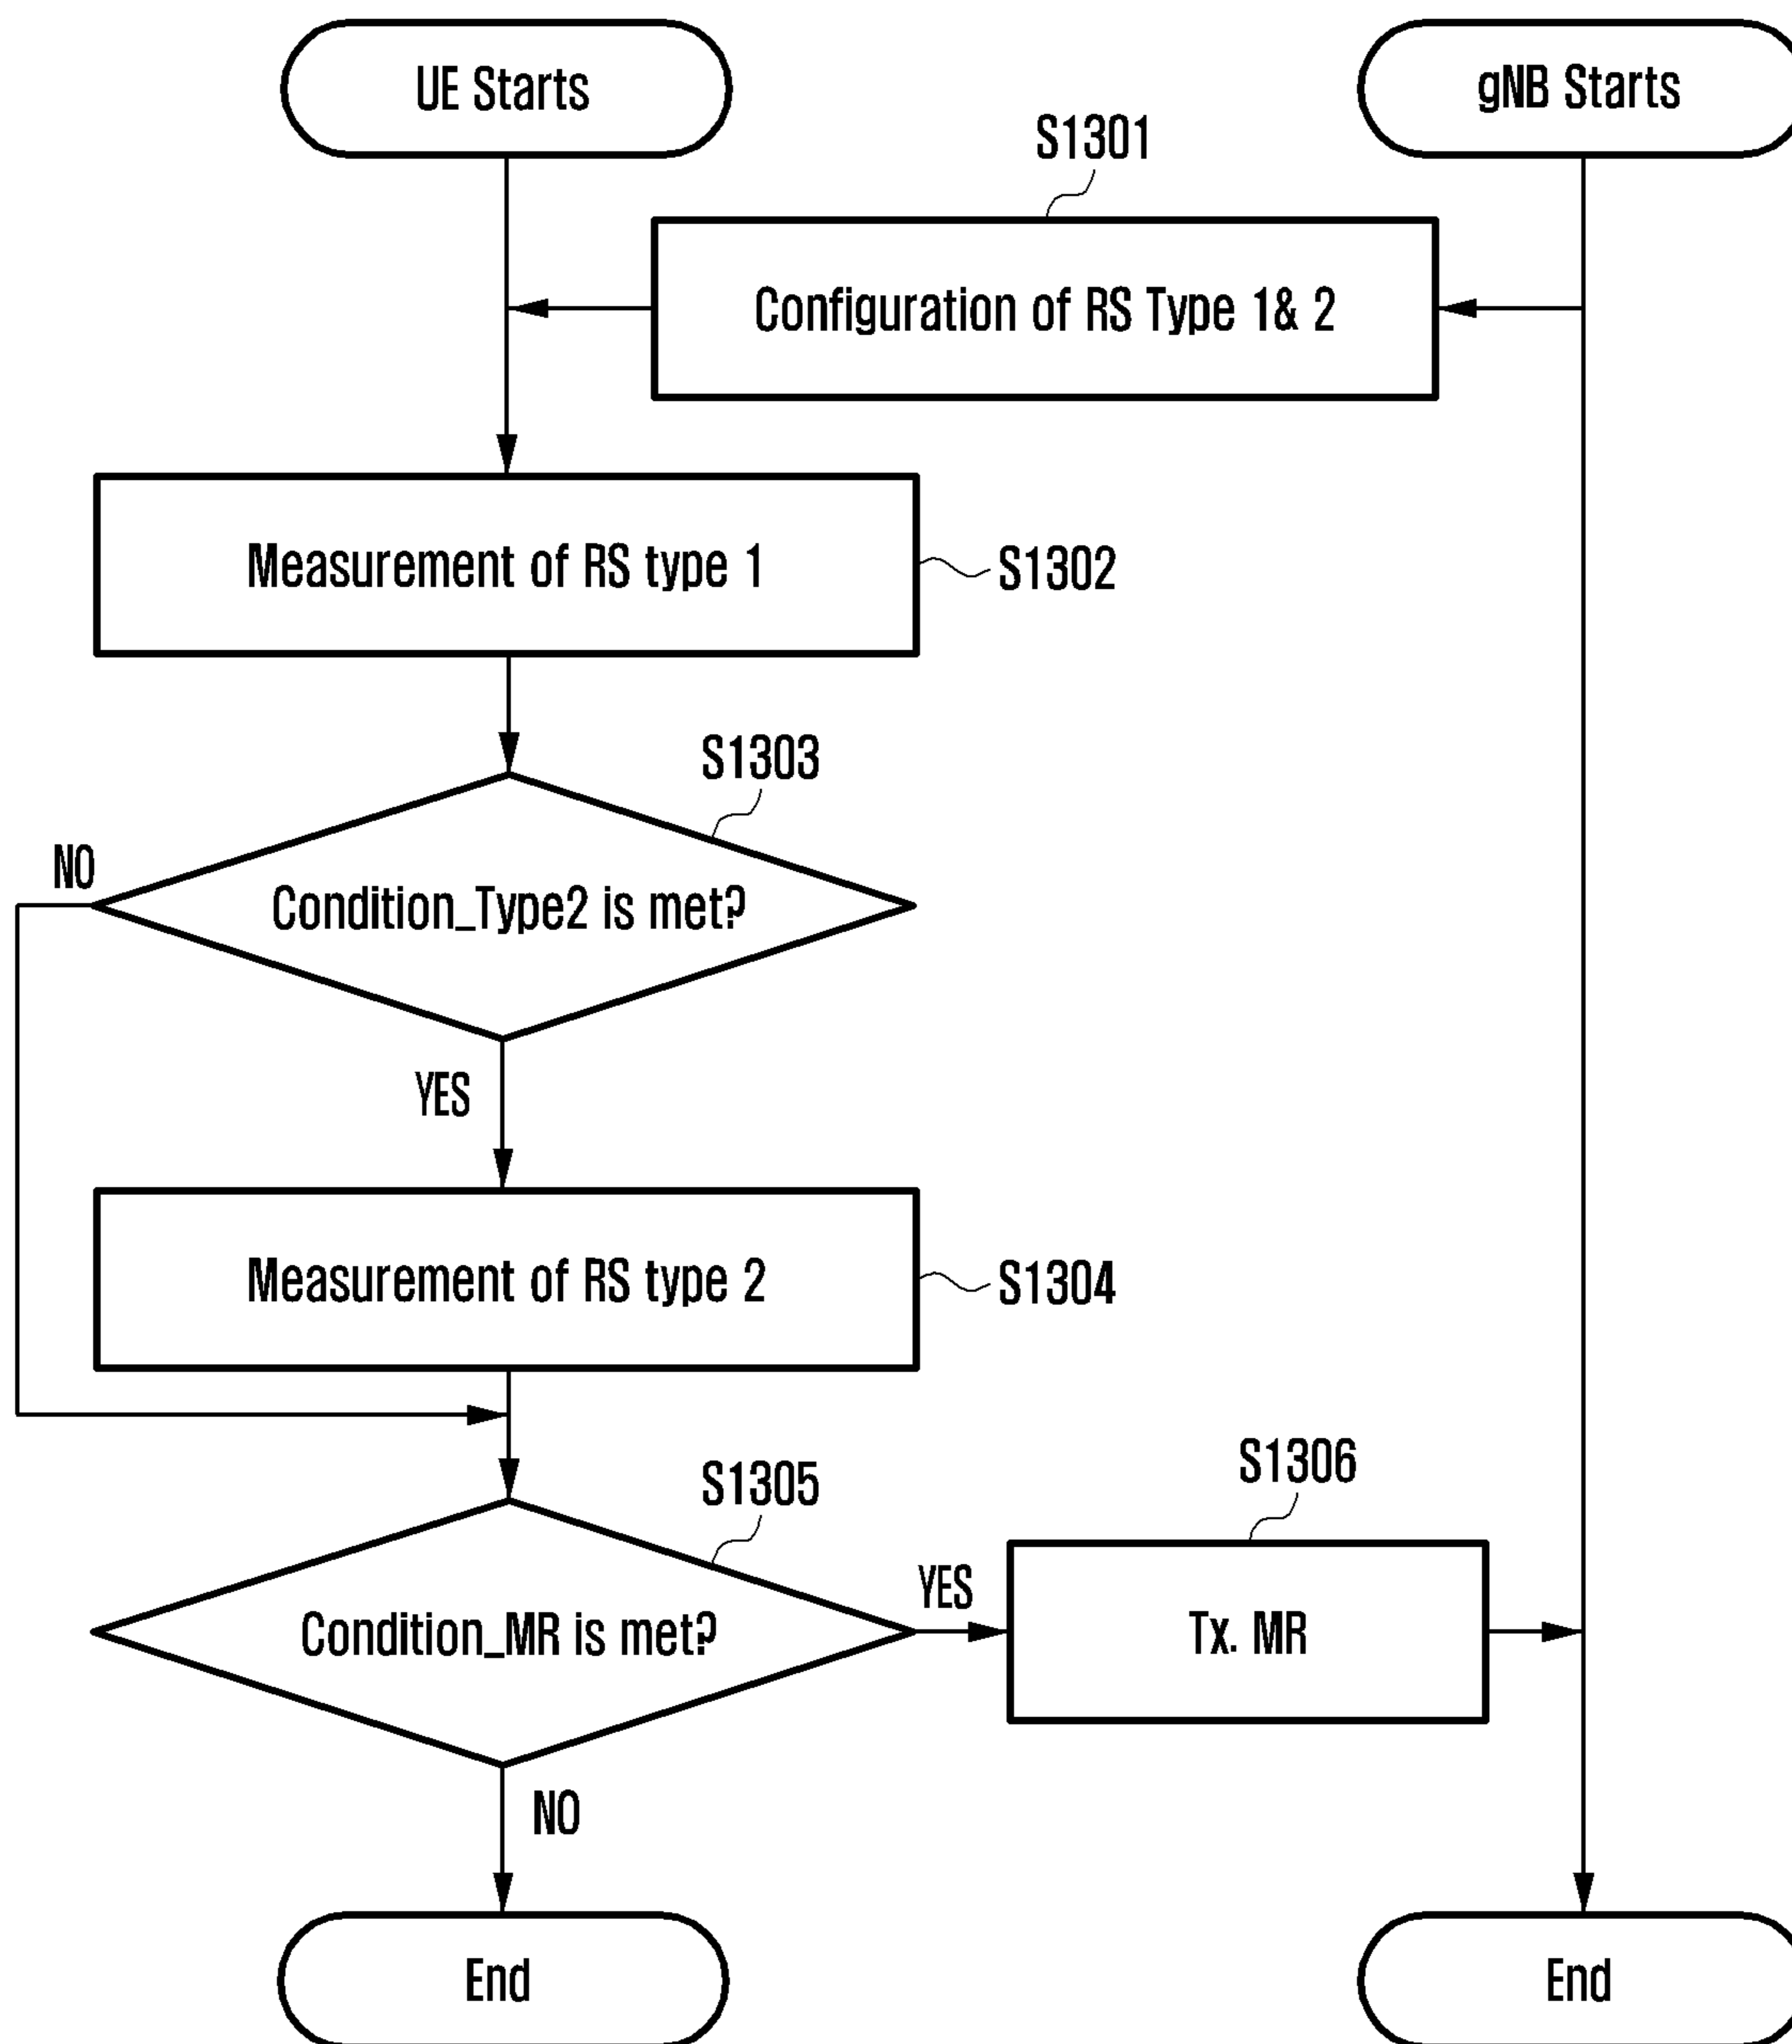 UE Starts
gNB Starts
S1301
Configuration of RS Type 1& 2
Measurement of RS type 1
S1302
S1303
NO
Condition_Type2 is met?
YES
Measurement of RS type 2
S1304
S1305
S1306
Condition_MR is met?
YES
Tx. MR
NO
End
End